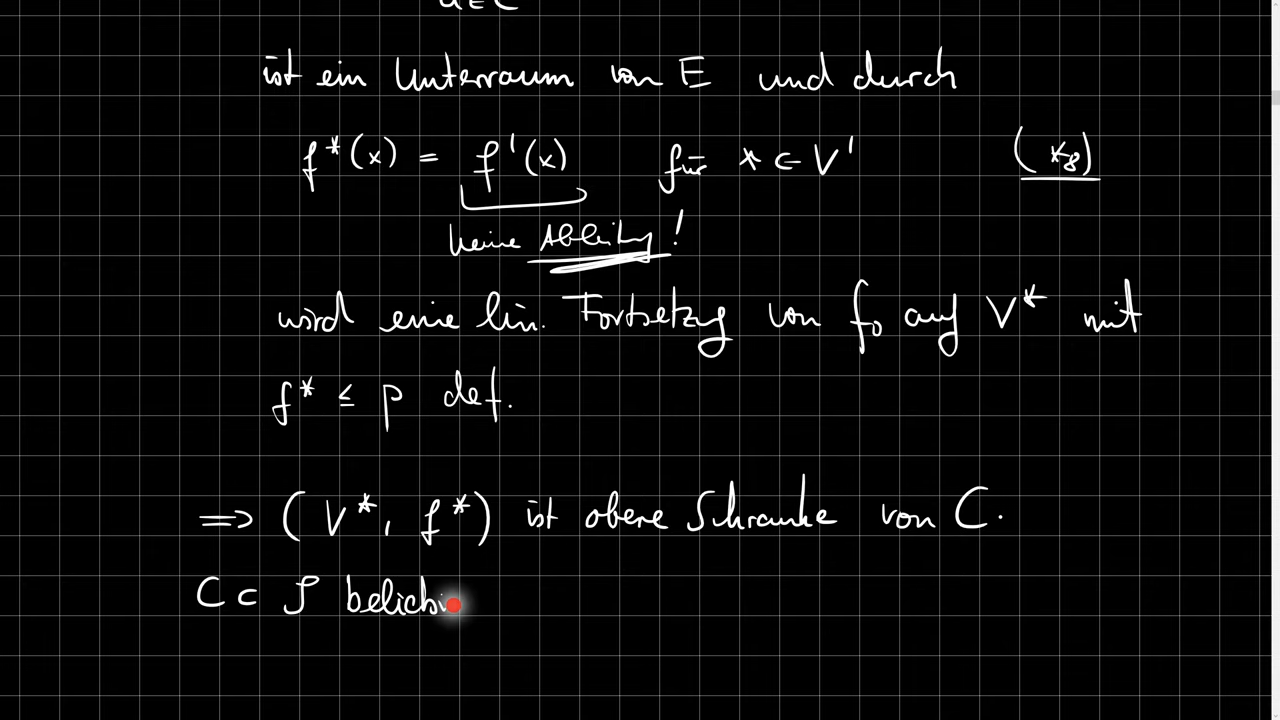 ist ein Unterraum von E und durch
f*(x) = f'(x) für * ∈ V' (*8)
keine Ableitung!
wird eine lin. Fortsetzg von f₀ auf V* mit
f* ≤ p def.
=> (V*, f*) ist obere Schranke von C.
C ⊂ 𝒮 beliebi